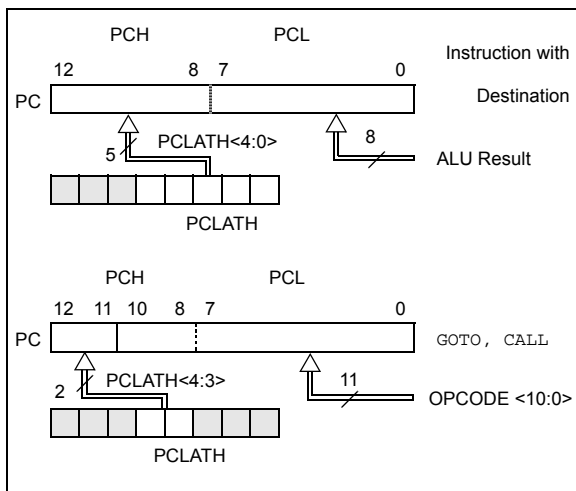 PCH PCL
12 8 7 0
Instruction with
PC
Destination
5 PCLATH<4:0>
8
ALU Result
PCLATH
PCH PCL
12 11 10 8 7 0
PC GOTO, CALL
2 PCLATH<4:3>
11
OPCODE <10:0>
PCLATH